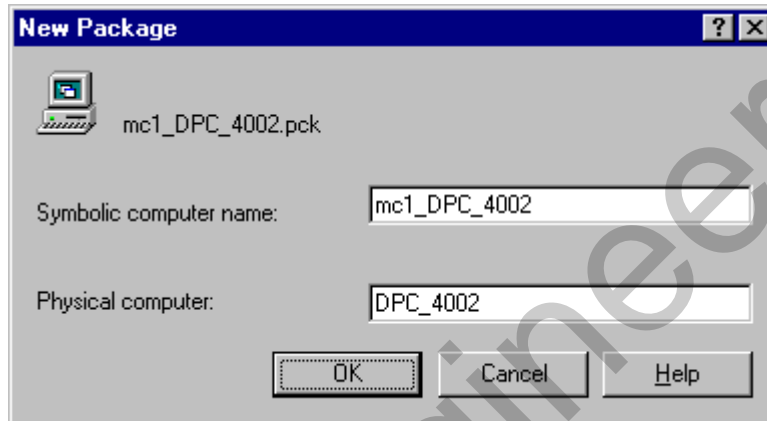 New Package
mc1_DPC_4002.pck
Symbolic computer name:
mc1_DPC_4002
Physical computer:
DPC_4002
OK
Cancel
Help